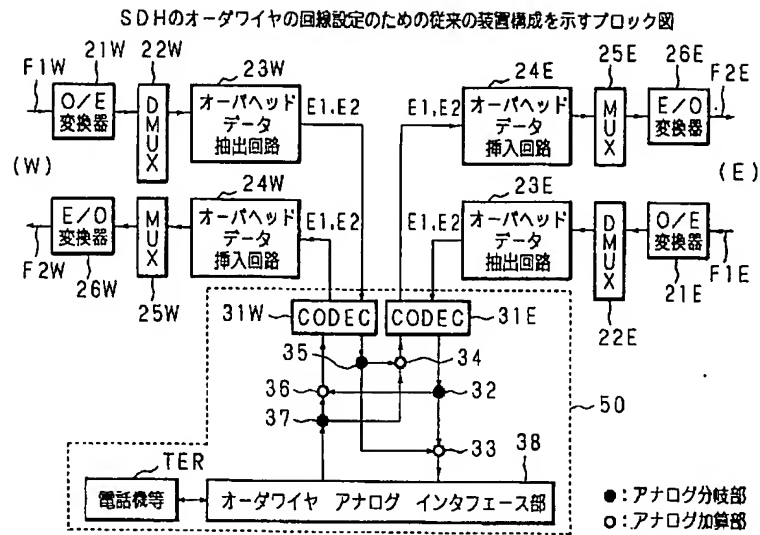 SDHのオーダワイヤの回線設定のための従来の装置構成を示すブロック図
21W
22W
23W
24E
25E
26E
F1W
F2E
O/E
変換器
DMUX
オーバヘッド
データ
抽出回路
E1,E2
E1,E2
オーバヘッド
データ
挿入回路
MUX
E/O
変換器
(W)
(E)
24W
23E
E/O
変換器
MUX
オーバヘッド
データ
挿入回路
E1,E2
E1,E2
オーバヘッド
データ
抽出回路
DMUX
O/E
変換器
F2W
26W
25W
F1E
21E
22E
31W
CODEC
CODEC
31E
35
34
36
32
37
50
33
TER
38
電話機等
オーダワイヤ アナログ インタフェース部
●:アナログ分岐部
○:アナログ加算部